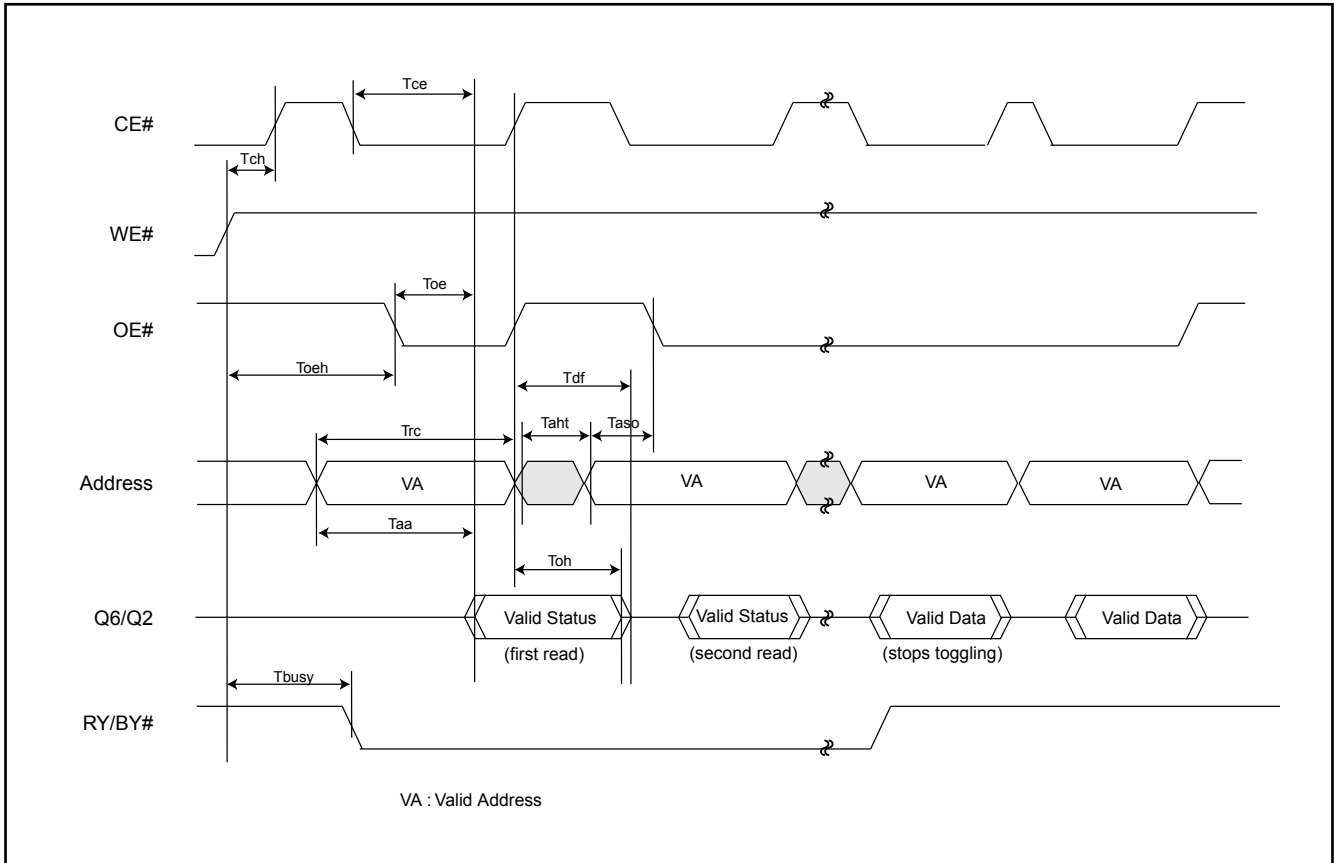 Tce
CE#
Tch
WE#
Toe
OE#
Toeh
Tdf
Taht Taso
Trc
Address VA VA VA VA
Taa
Toh
Q6/Q2 Valid Status Valid Status Valid Data Valid Data
(first read) (second read) (stops toggling)
Tbusy
RY/BY#
VA : Valid Address